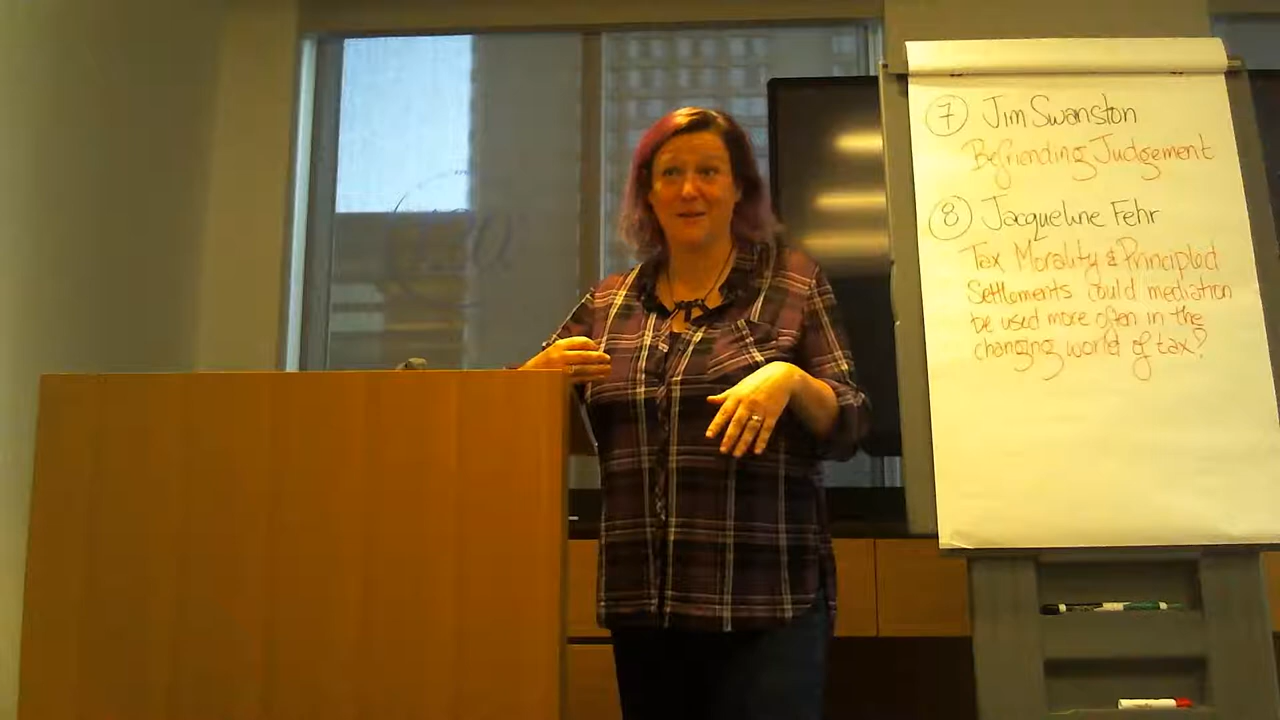 7 Jim Swanston
Befriending Judgement
8 Jacqueline Fehr
Tax Morality & Principled
Settlements could mediation
be used more often in the
changing world of tax?